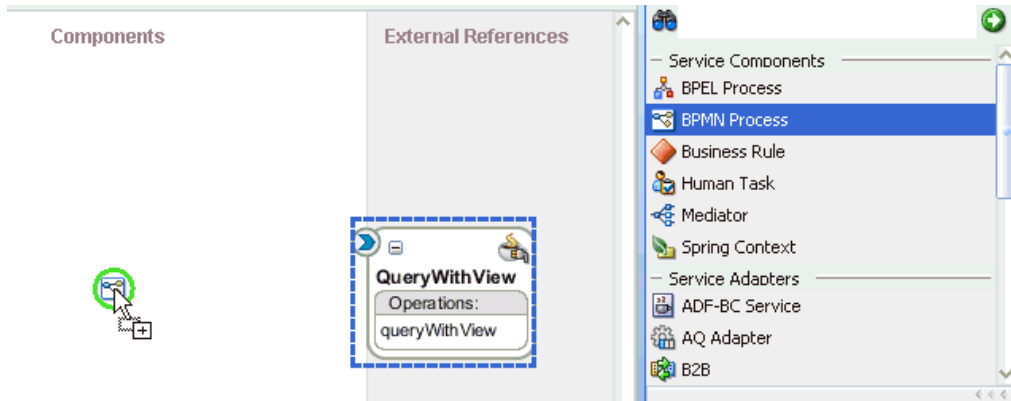 Components
External References
QueryWithView
Operations:
queryWithView
Service Components
BPEL Process
BPMN Process
Business Rule
Human Task
Mediator
Spring Context
Service Adapters
ADF-BC Service
AQ Adapter
B2B